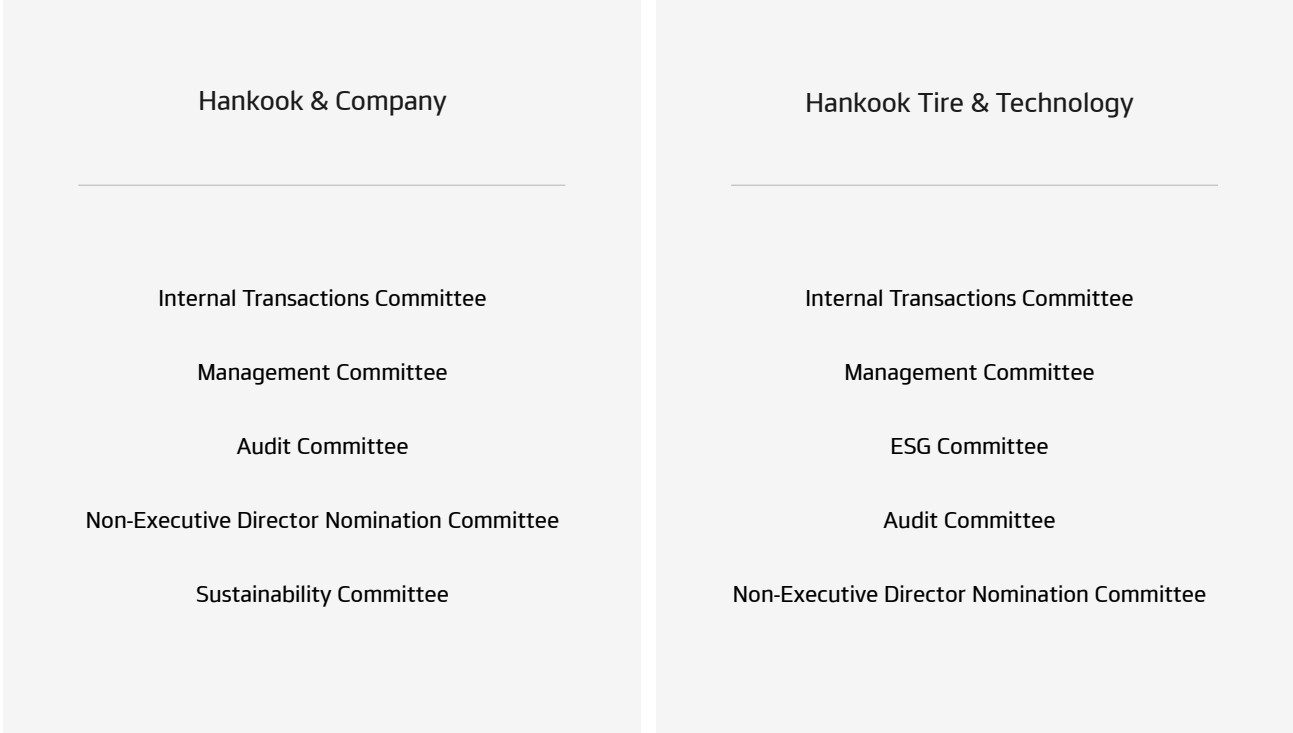 Hankook & Company
Internal Transactions Committee
Management Committee
Audit Committee
Non-Executive Director Nomination Committee
Sustainability Committee
Hankook Tire & Technology
Internal Transactions Committee
Management Committee
ESG Committee
Audit Committee
Non-Executive Director Nomination Committee